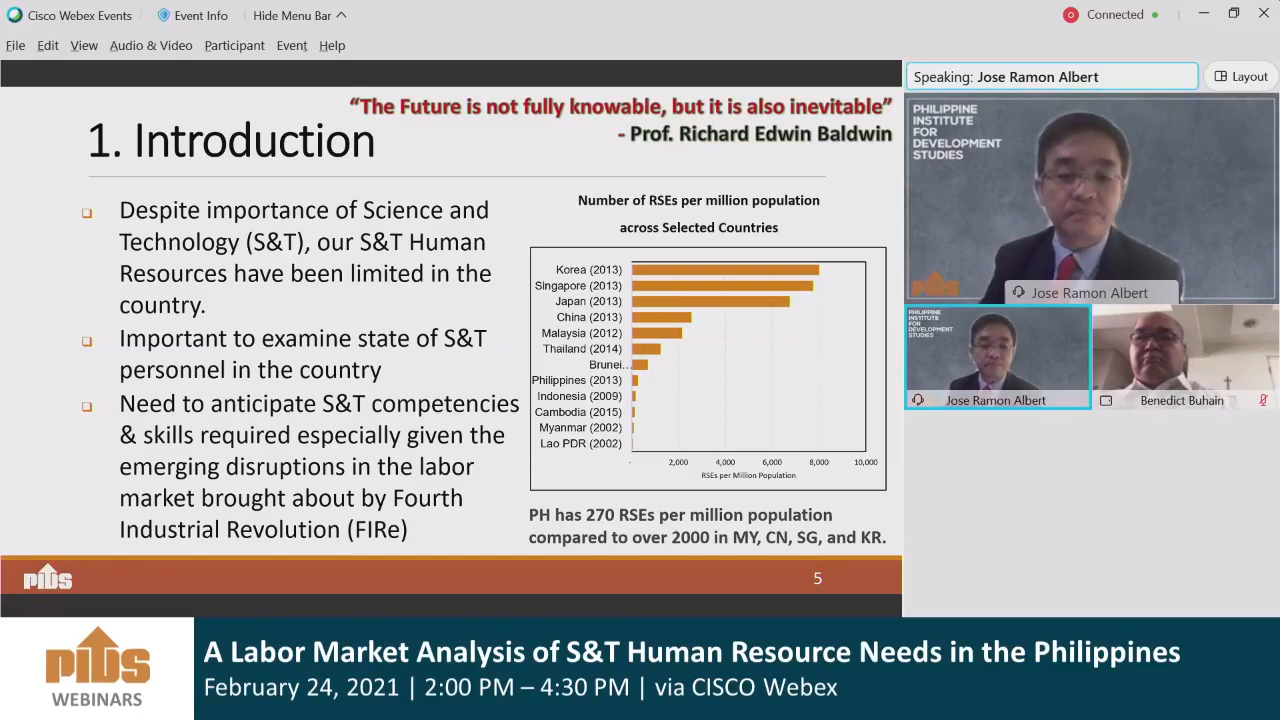 Cisco Webex Events
Event Info
Hide Menu Bar
Connected
File Edit View Audio & Video Participant Event Help
Speaking: Jose Ramon Albert
Layout
“The Future is not fully knowable, but it is also inevitable”
- Prof. Richard Edwin Baldwin
1. Introduction
Despite importance of Science and
Technology (S&T), our S&T Human
Resources have been limited in the
country.
Important to examine state of S&T
personnel in the country
Need to anticipate S&T competencies
& skills required especially given the
emerging disruptions in the labor
market brought about by Fourth
Industrial Revolution (FIRe)
Number of RSEs per million population
across Selected Countries
Korea (2013)
Singapore (2013)
Japan (2013)
China (2013)
Malaysia (2012)
Thailand (2014)
Brunei...
Philippines (2013)
Indonesia (2009)
Cambodia (2015)
Myanmar (2002)
Lao PDR (2002)
- 2,000 4,000 6,000 8,000 10,000
RSEs per Million Population
PH has 270 RSEs per million population
compared to over 2000 in MY, CN, SG, and KR.
PIDS
5
PHILIPPINE
INSTITUTE
FOR
DEVELOPMENT
STUDIES
PIDS
Jose Ramon Albert
PHILIPPINE
INSTITUTE
FOR
DEVELOPMENT
STUDIES
Jose Ramon Albert
Benedict Buhain
PIDS
WEBINARS
A Labor Market Analysis of S&T Human Resource Needs in the Philippines
February 24, 2021 | 2:00 PM – 4:30 PM | via CISCO Webex